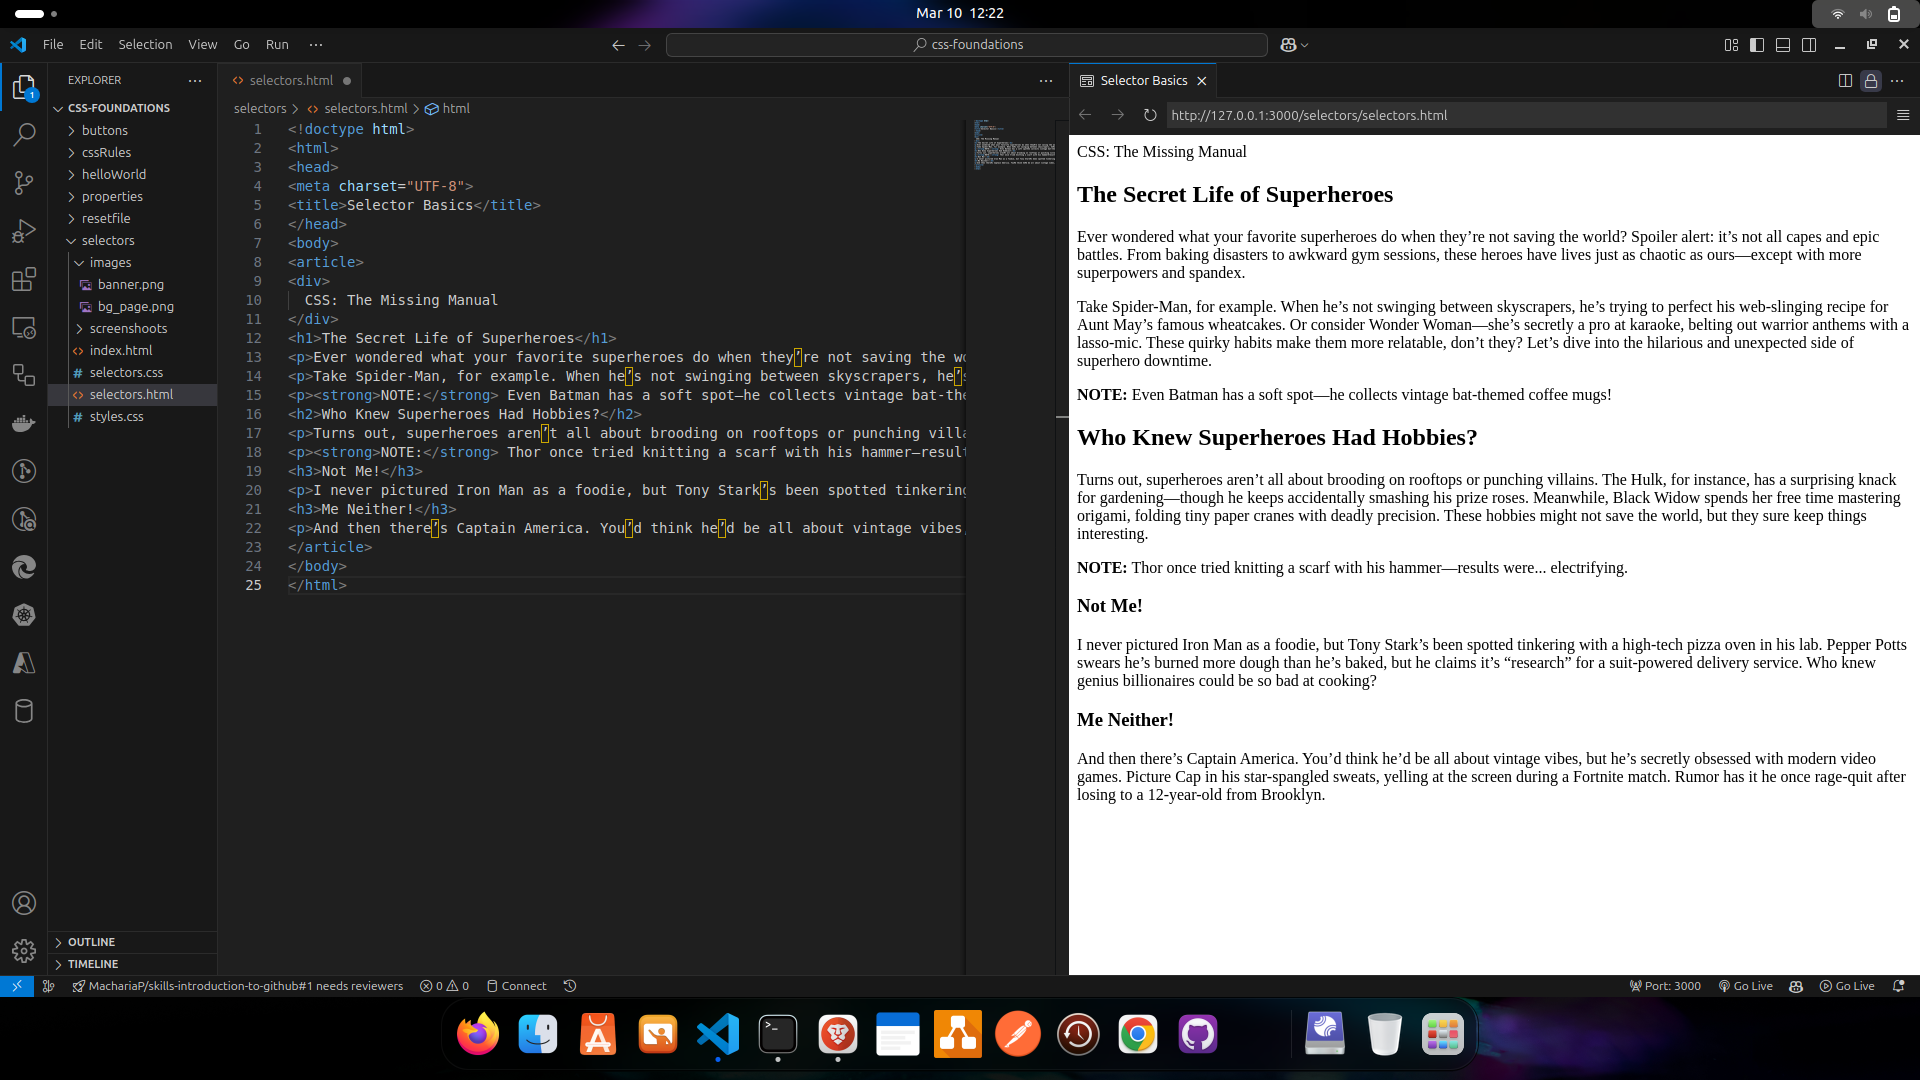 Mar 10 12:22
File Edit Selection View Go Run ···
css-foundations
EXPLORER
CSS-FOUNDATIONS
buttons
cssRules
helloWorld
properties
resetfile
selectors
images
banner.png
bg_page.png
screenshoots
index.html
selectors.css
selectors.html
styles.css
OUTLINE
TIMELINE
1
selectors.html
selectors > selectors.html > html
1 <!doctype html>
2 <html>
3 <head>
4 <meta charset="UTF-8">
5 <title>Selector Basics</title>
6 </head>
7 <body>
8 <article>
9 <div>
10 CSS: The Missing Manual
11 </div>
12 <h1>The Secret Life of Superheroes</h1>
13 <p>Ever wondered what your favorite superheroes do when they’re not saving the wo
14 <p>Take Spider-Man, for example. When he’s not swinging between skyscrapers, he’s
15 <p><strong>NOTE:</strong> Even Batman has a soft spot—he collects vintage bat-the
16 <h2>Who Knew Superheroes Had Hobbies?</h2>
17 <p>Turns out, superheroes aren’t all about brooding on rooftops or punching villa
18 <p><strong>NOTE:</strong> Thor once tried knitting a scarf with his hammer—result
19 <h3>Not Me!</h3>
20 <p>I never pictured Iron Man as a foodie, but Tony Stark’s been spotted tinkering
21 <h3>Me Neither!</h3>
22 <p>And then there’s Captain America. You’d think he’d be all about vintage vibes,
23 </article>
24 </body>
25 </html>
Selector Basics
http://127.0.0.1:3000/selectors/selectors.html
CSS: The Missing Manual
The Secret Life of Superheroes
Ever wondered what your favorite superheroes do when they’re not saving the world? Spoiler alert: it’s not all capes and epic
battles. From baking disasters to awkward gym sessions, these heroes have lives just as chaotic as ours—except with more
superpowers and spandex.
Take Spider-Man, for example. When he’s not swinging between skyscrapers, he’s trying to perfect his web-slinging recipe for
Aunt May’s famous wheatcakes. Or consider Wonder Woman—she’s secretly a pro at karaoke, belting out warrior anthems with a
lasso-mic. These quirky habits make them more relatable, don’t they? Let’s dive into the hilarious and unexpected side of
superhero downtime.
NOTE: Even Batman has a soft spot—he collects vintage bat-themed coffee mugs!
Who Knew Superheroes Had Hobbies?
Turns out, superheroes aren’t all about brooding on rooftops or punching villains. The Hulk, for instance, has a surprising knack
for gardening—though he keeps accidentally smashing his prize roses. Meanwhile, Black Widow spends her free time mastering
origami, folding tiny paper cranes with deadly precision. These hobbies might not save the world, but they sure keep things
interesting.
NOTE: Thor once tried knitting a scarf with his hammer—results were... electrifying.
Not Me!
I never pictured Iron Man as a foodie, but Tony Stark’s been spotted tinkering with a high-tech pizza oven in his lab. Pepper Potts
swears he’s burned more dough than he’s baked, but he claims it’s “research” for a suit-powered delivery service. Who knew
genius billionaires could be so bad at cooking?
Me Neither!
And then there’s Captain America. You’d think he’d be all about vintage vibes, but he’s secretly obsessed with modern video
games. Picture Cap in his star-spangled sweats, yelling at the screen during a Fortnite match. Rumor has it he once rage-quit after
losing to a 12-year-old from Brooklyn.
MachariaP/skills-introduction-to-github#1 needs reviewers 0 0 Connect
Port: 3000 Go Live Go Live